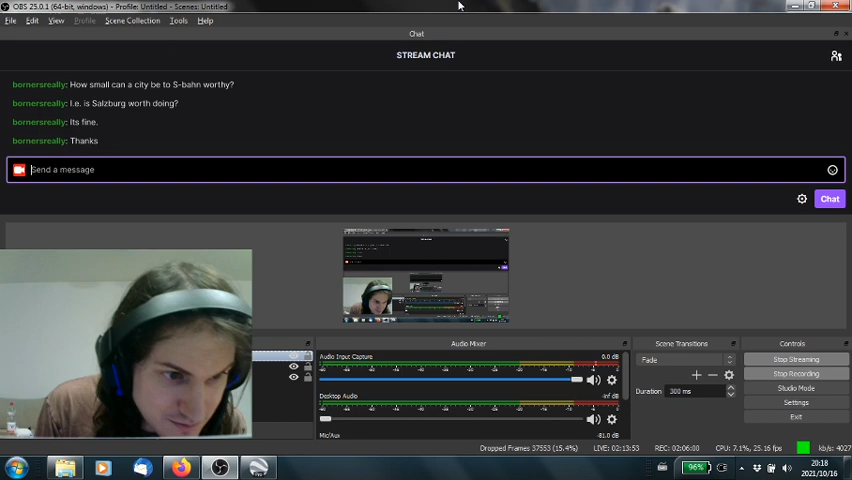 OBS 25.0.1 (64-bit, windows) - Profile: Untitled - Scenes: Untitled
File Edit View Profile Scene Collection Tools Help
Chat
STREAM CHAT
bornersreally: How small can a city be to S-bahn worthy?
bornersreally: I.e. is Salzburg worth doing?
bornersreally: Its fine.
bornersreally: Thanks
Send a message
Chat
Audio Mixer
Scene Transitions
Controls
Audio Input Capture 0.0 dB
Fade
Stop Streaming
Stop Recording
Duration 300 ms
Desktop Audio -inf dB
Studio Mode
Settings
Mic/Aux -81.0 dB
Exit
Dropped Frames 37553 (15.4%) LIVE: 02:13:53 REC: 02:06:00 CPU: 7.1%, 25.16 fps kb/s: 4027
96%
20:18
2021/10/16